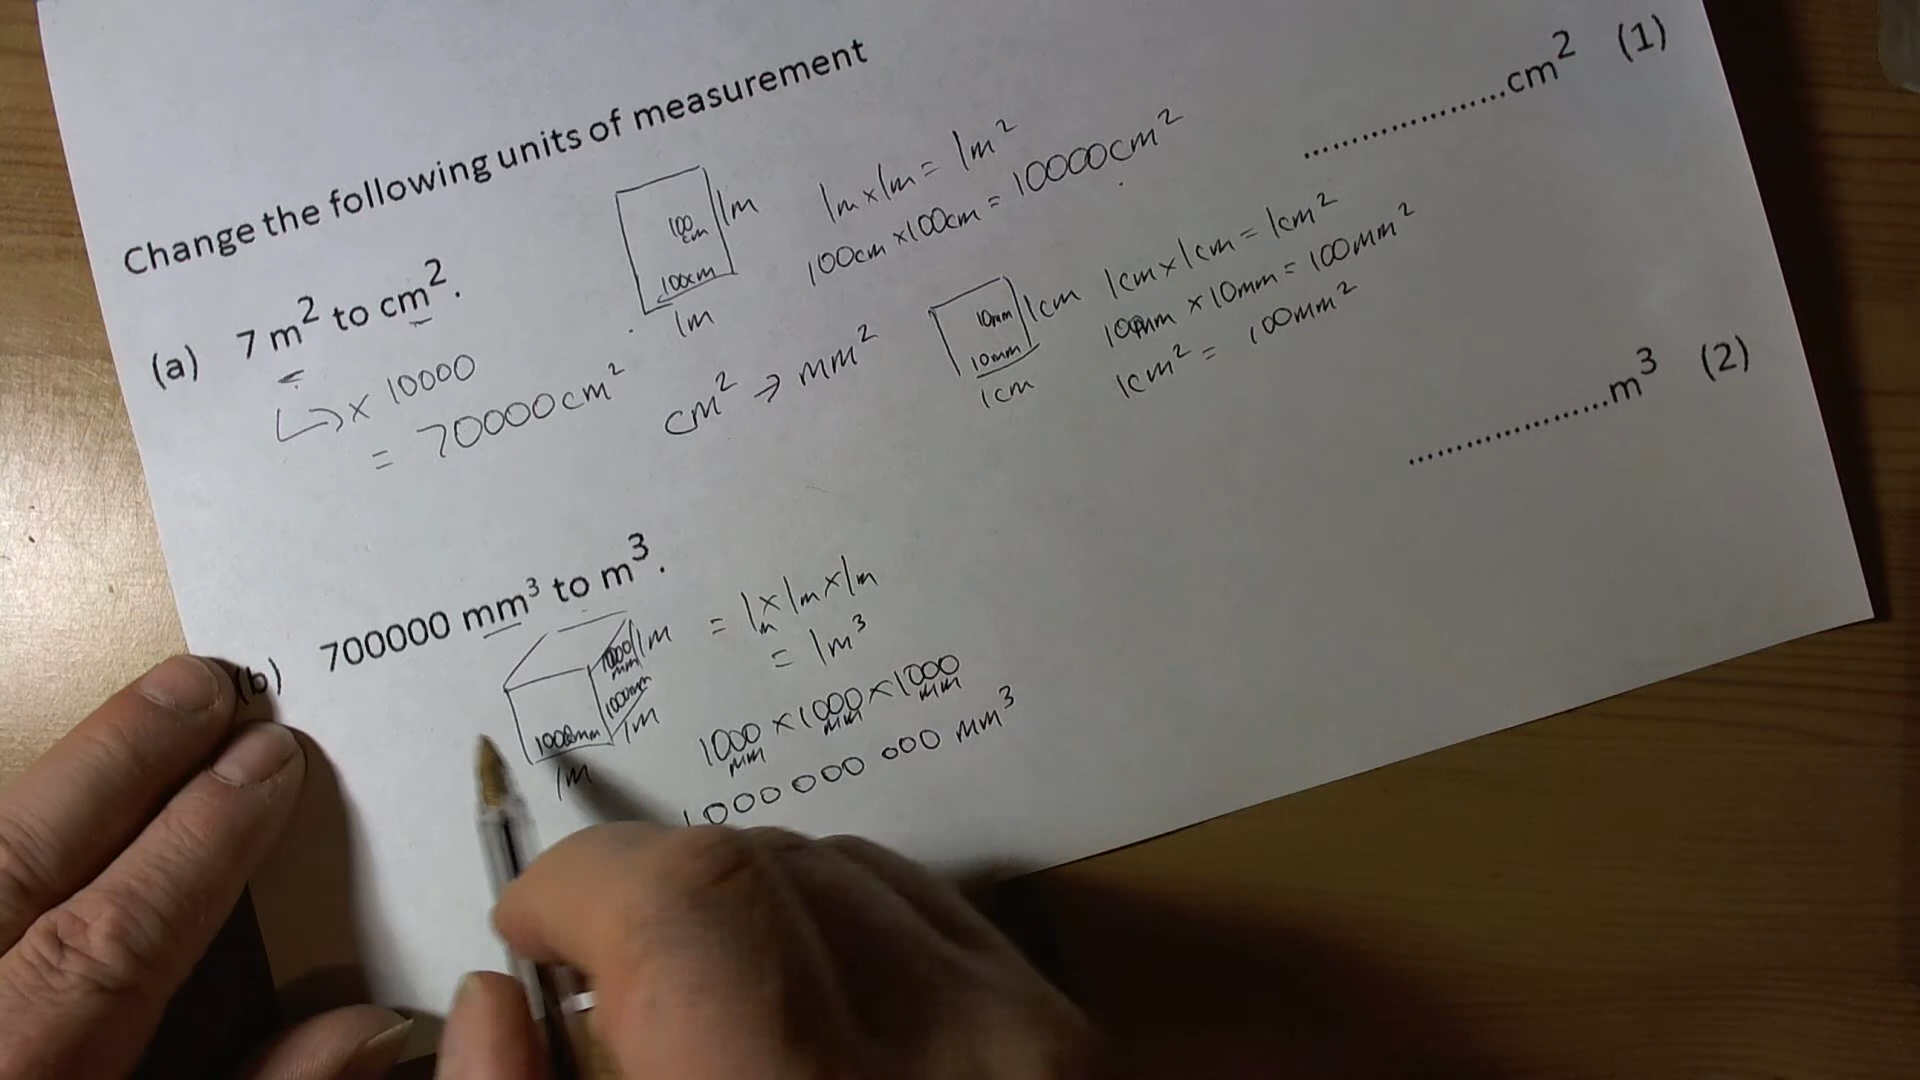 Change the following units of measurement
(a) 7 m² to cm².
100 cm
100cm
1m
1m
1m x 1m = 1m²
100cm x 100cm = 10000cm²
....................cm² (1)
↳ x 10000
= 70000cm²
cm² → mm²
10mm
10mm
1cm
1cm
1cm x 1cm = 1cm²
10mm x 10mm = 100mm²
1cm² = 100mm²
....................m³ (2)
(b) 700000 mm³ to m³.
1000 mm
1000mm
1000mm
1m
1m
1m
= 1m x 1m x 1m
= 1m³
1000 mm x 1000 mm x 1000 mm
1000 000 000 mm³